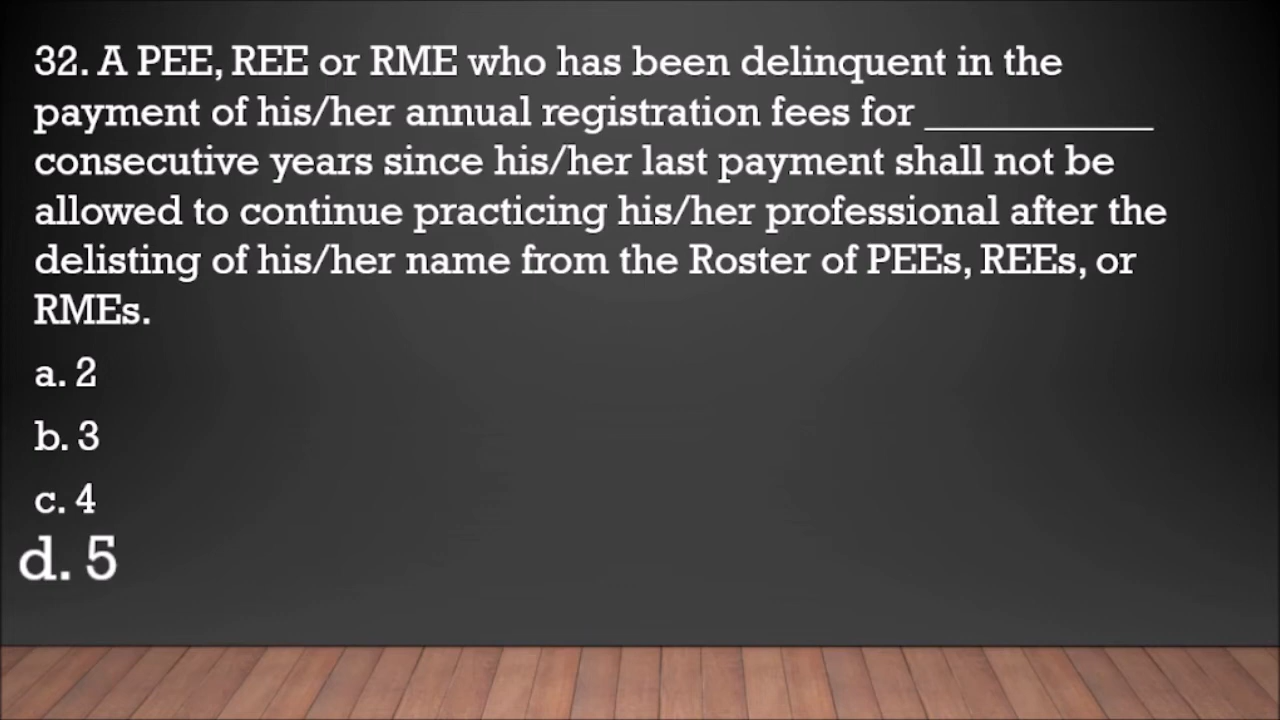 32. A PEE, REE or RME who has been delinquent in the
payment of his/her annual registration fees for ___________
consecutive years since his/her last payment shall not be
allowed to continue practicing his/her professional after the
delisting of his/her name from the Roster of PEEs, REEs, or
RMEs.
a. 2
b. 3
c. 4
d. 5